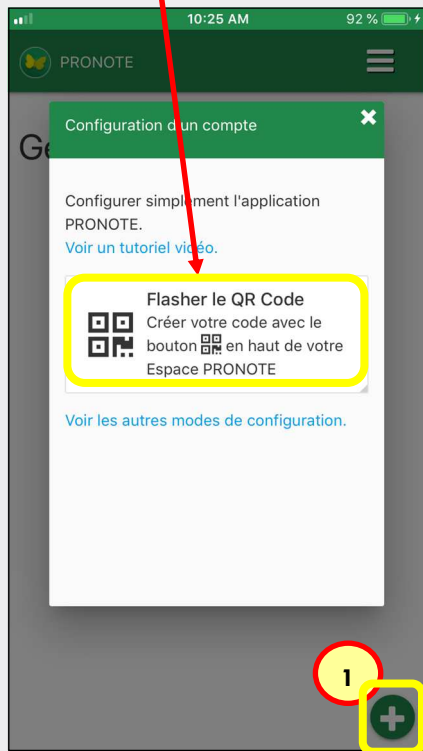 10:25 AM
92 %
PRONOTE
Ge
Configuration d'un compte
Configurer simplement l'application
PRONOTE.
Voir un tutoriel vidéo.
Flasher le QR Code
Créer votre code avec le
bouton en haut de votre
Espace PRONOTE
Voir les autres modes de configuration.
1